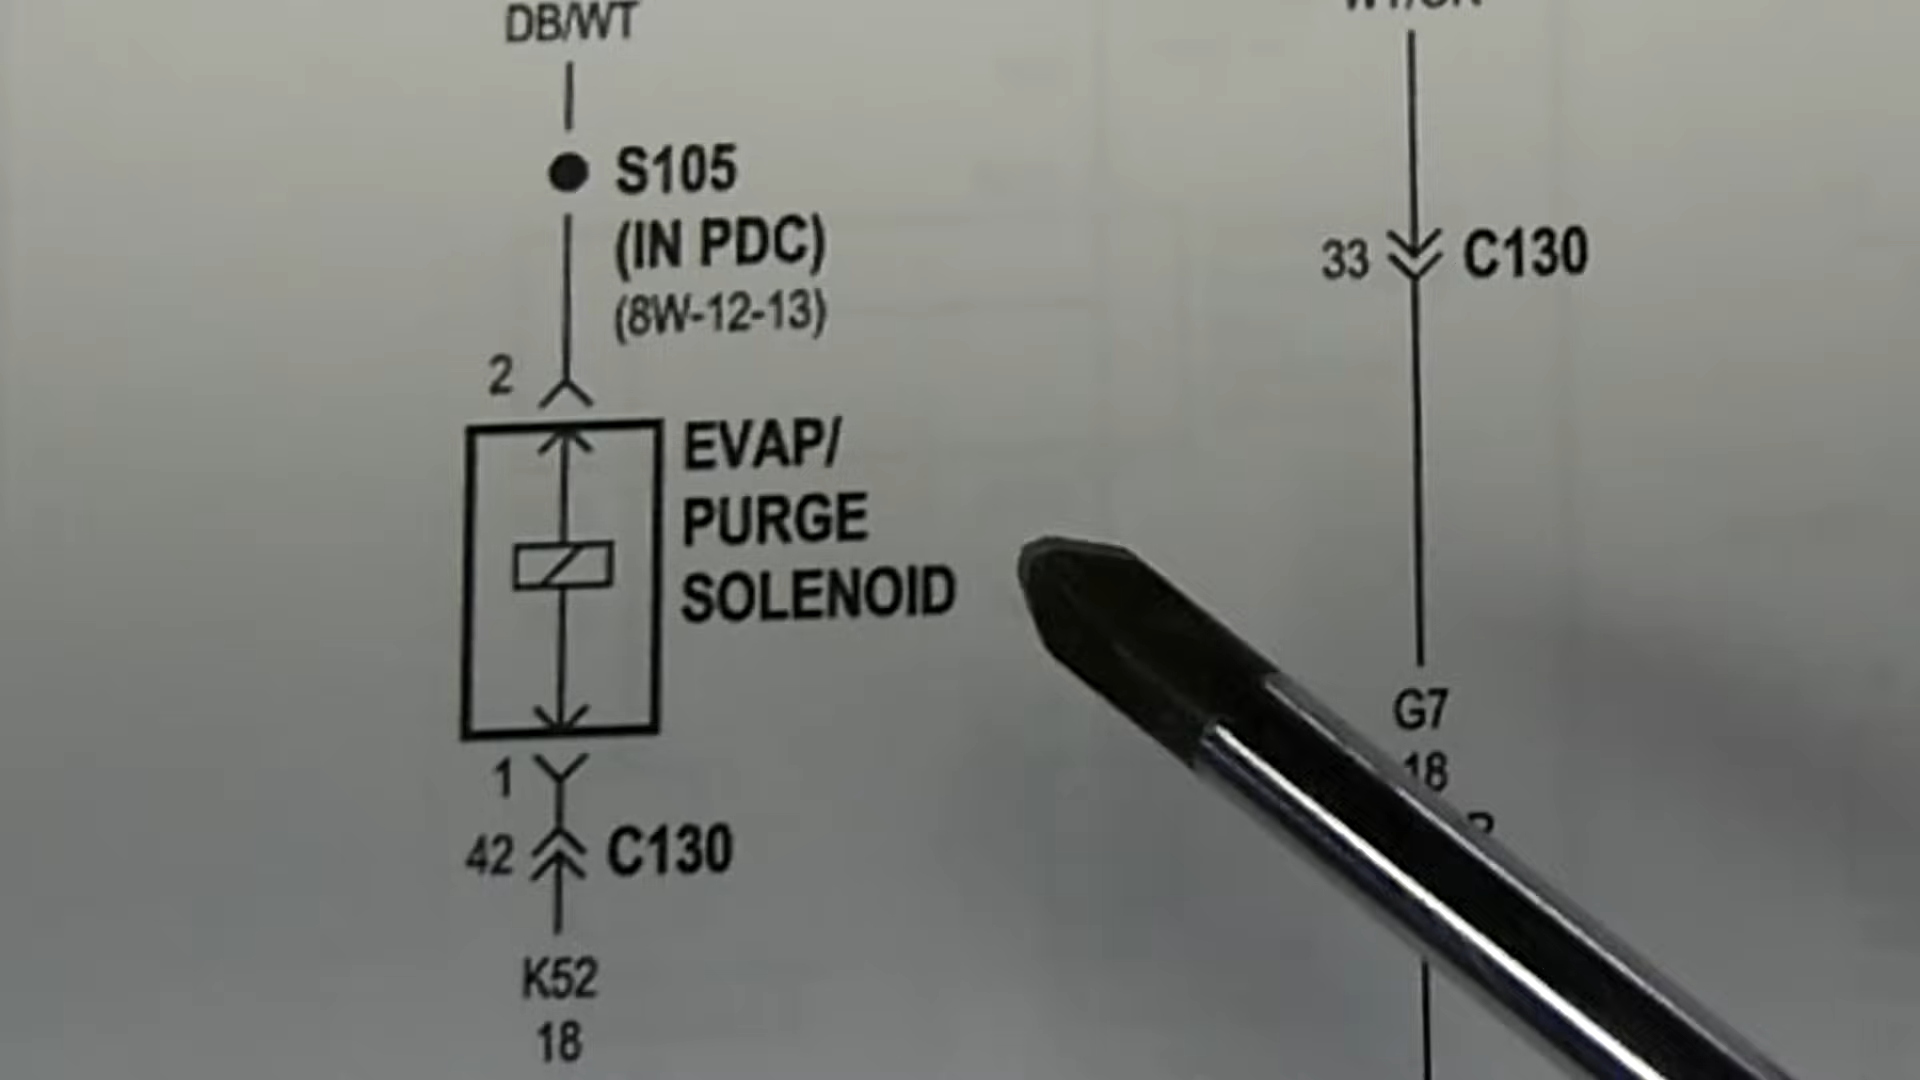 DB/WT
S105
(IN PDC)
(8W-12-13)
2
EVAP/
PURGE
SOLENOID
1
42 C130
K52
18
33 C130
G7
18